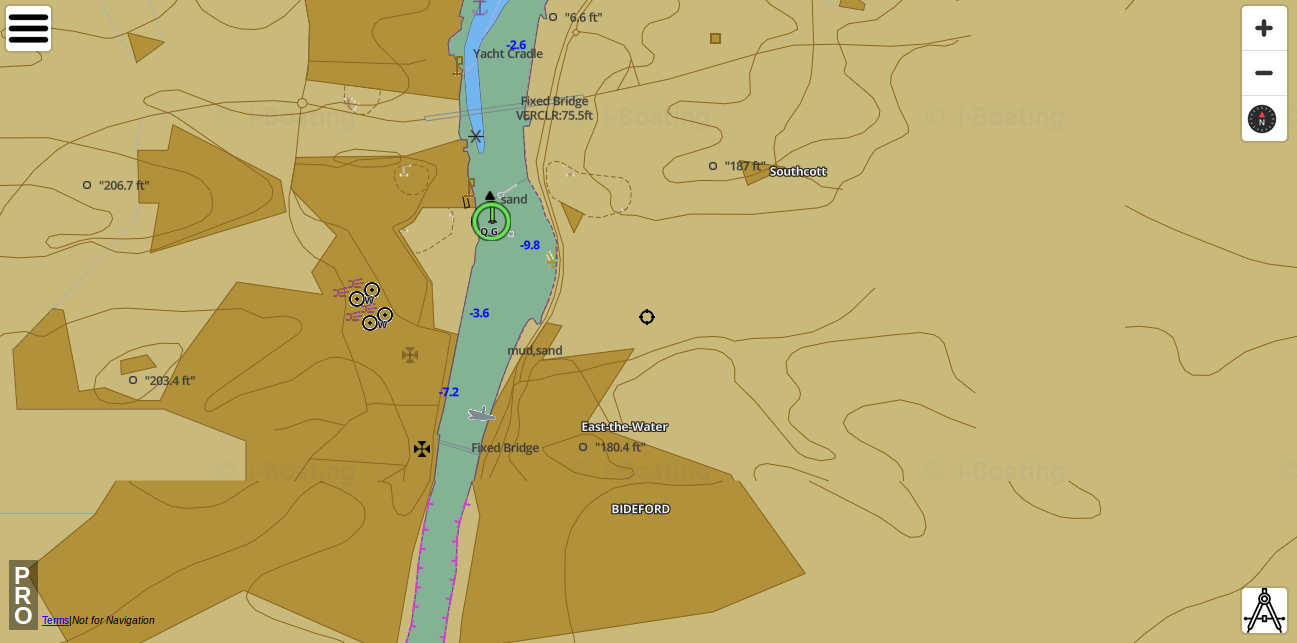 "6.6 ft"
-2.6
Yacht Cradle
Fixed Bridge
VERCLR:75.5ft
© i-Boating
i-Boating
© i-Boating
"187 ft"
Southcott
"206.7 ft"
sand
Q.G
-9.8
W
-3.6
W
mud,sand
"203.4 ft"
-7.2
East-the-Water
Fixed Bridge
"180.4 ft"
© i-Boating
© i-Boating
© i-Boating
©
BIDEFORD
N
PRO
Terms|Not for Navigation